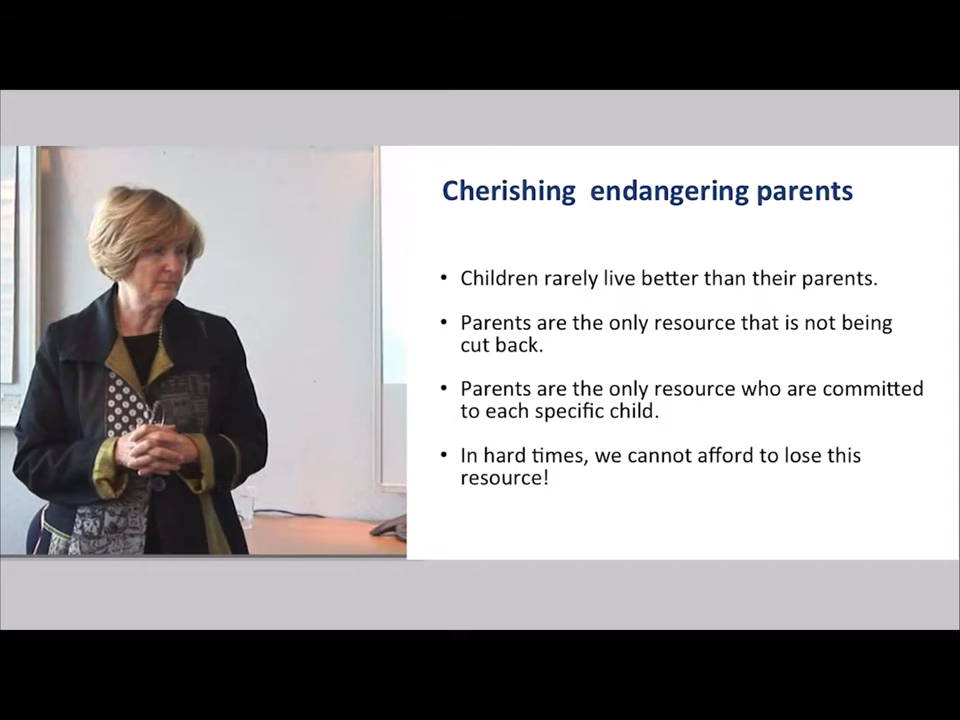 Cherishing endangering parents
• Children rarely live better than their parents.
• Parents are the only resource that is not being
cut back.
• Parents are the only resource who are committed
to each specific child.
• In hard times, we cannot afford to lose this
resource!